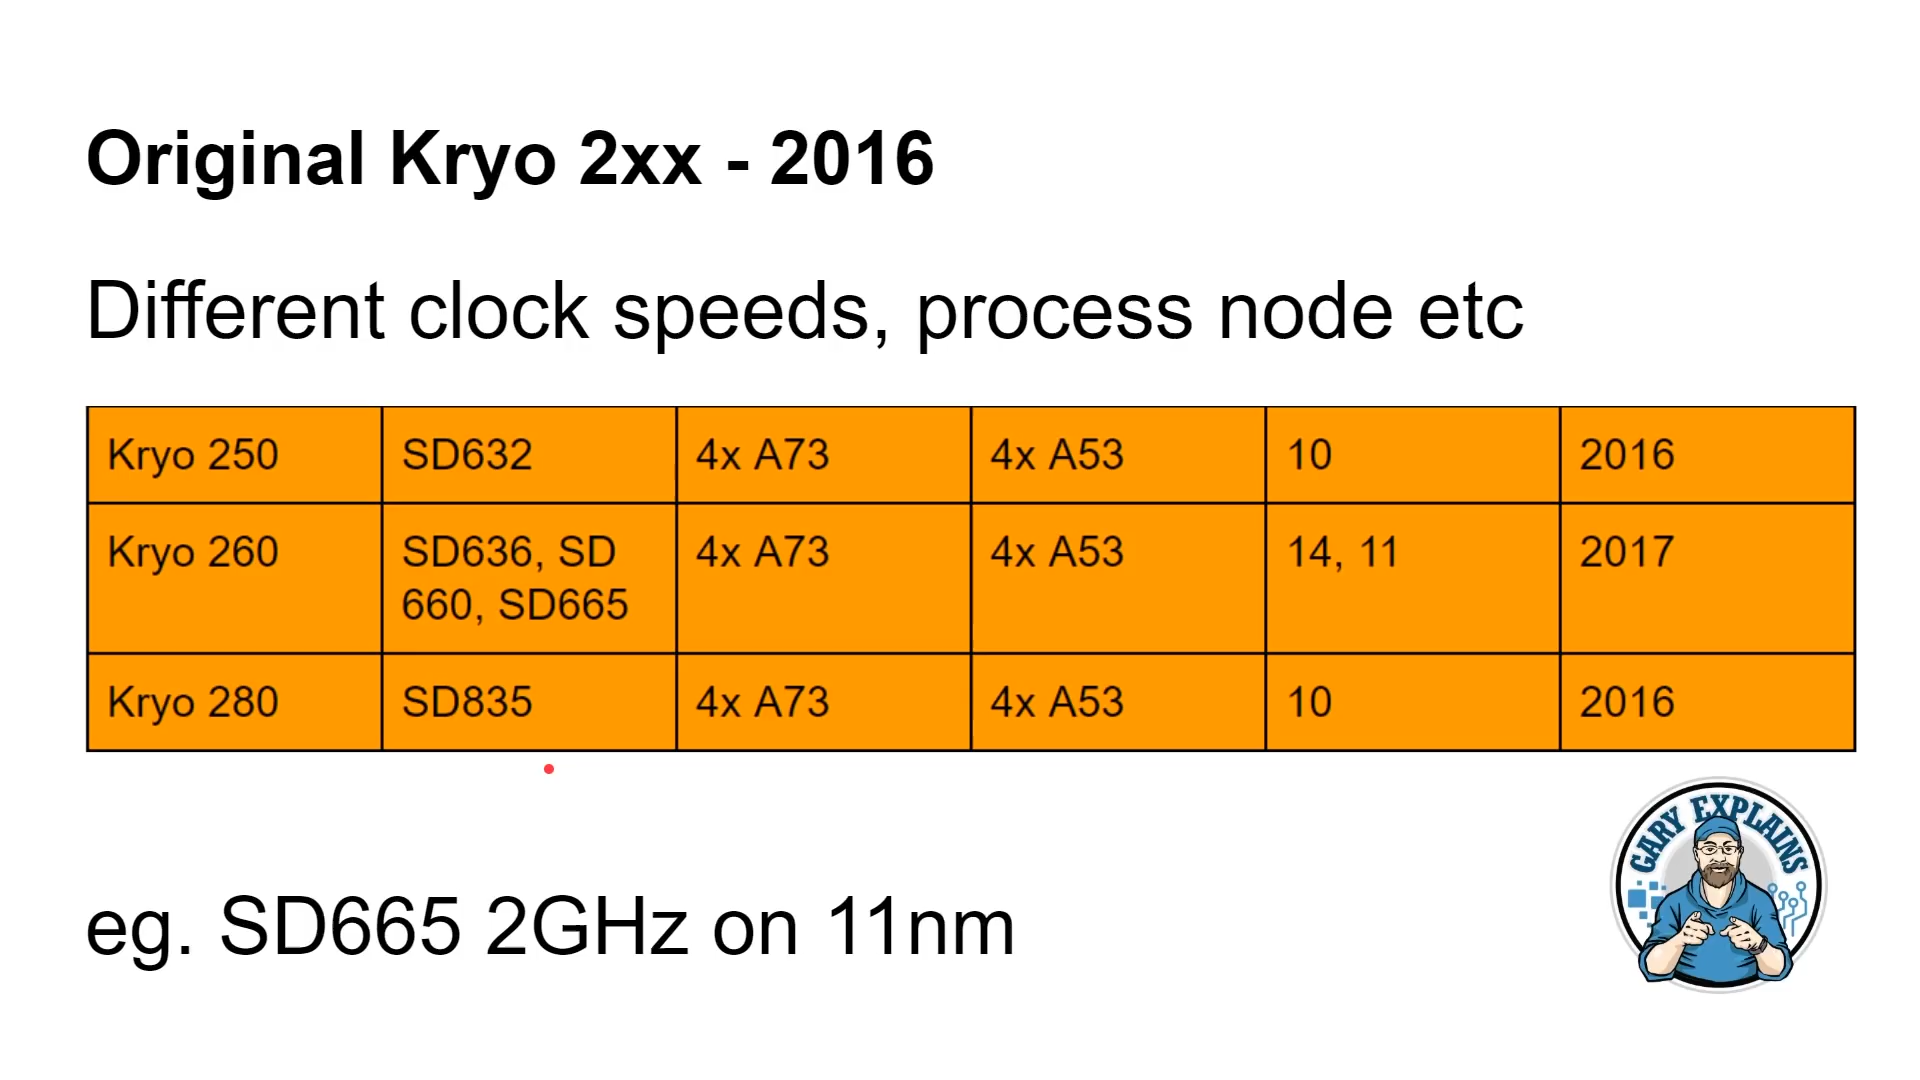 Original Kryo 2xx - 2016
Different clock speeds, process node etc
Kryo 250 SD632 4x A73 4x A53 10 2016
Kryo 260 SD636, SD 4x A73 4x A53 14, 11 2017
660, SD665
Kryo 280 SD835 4x A73 4x A53 10 2016
GARY EXPLAINS
eg. SD665 2GHz on 11nm